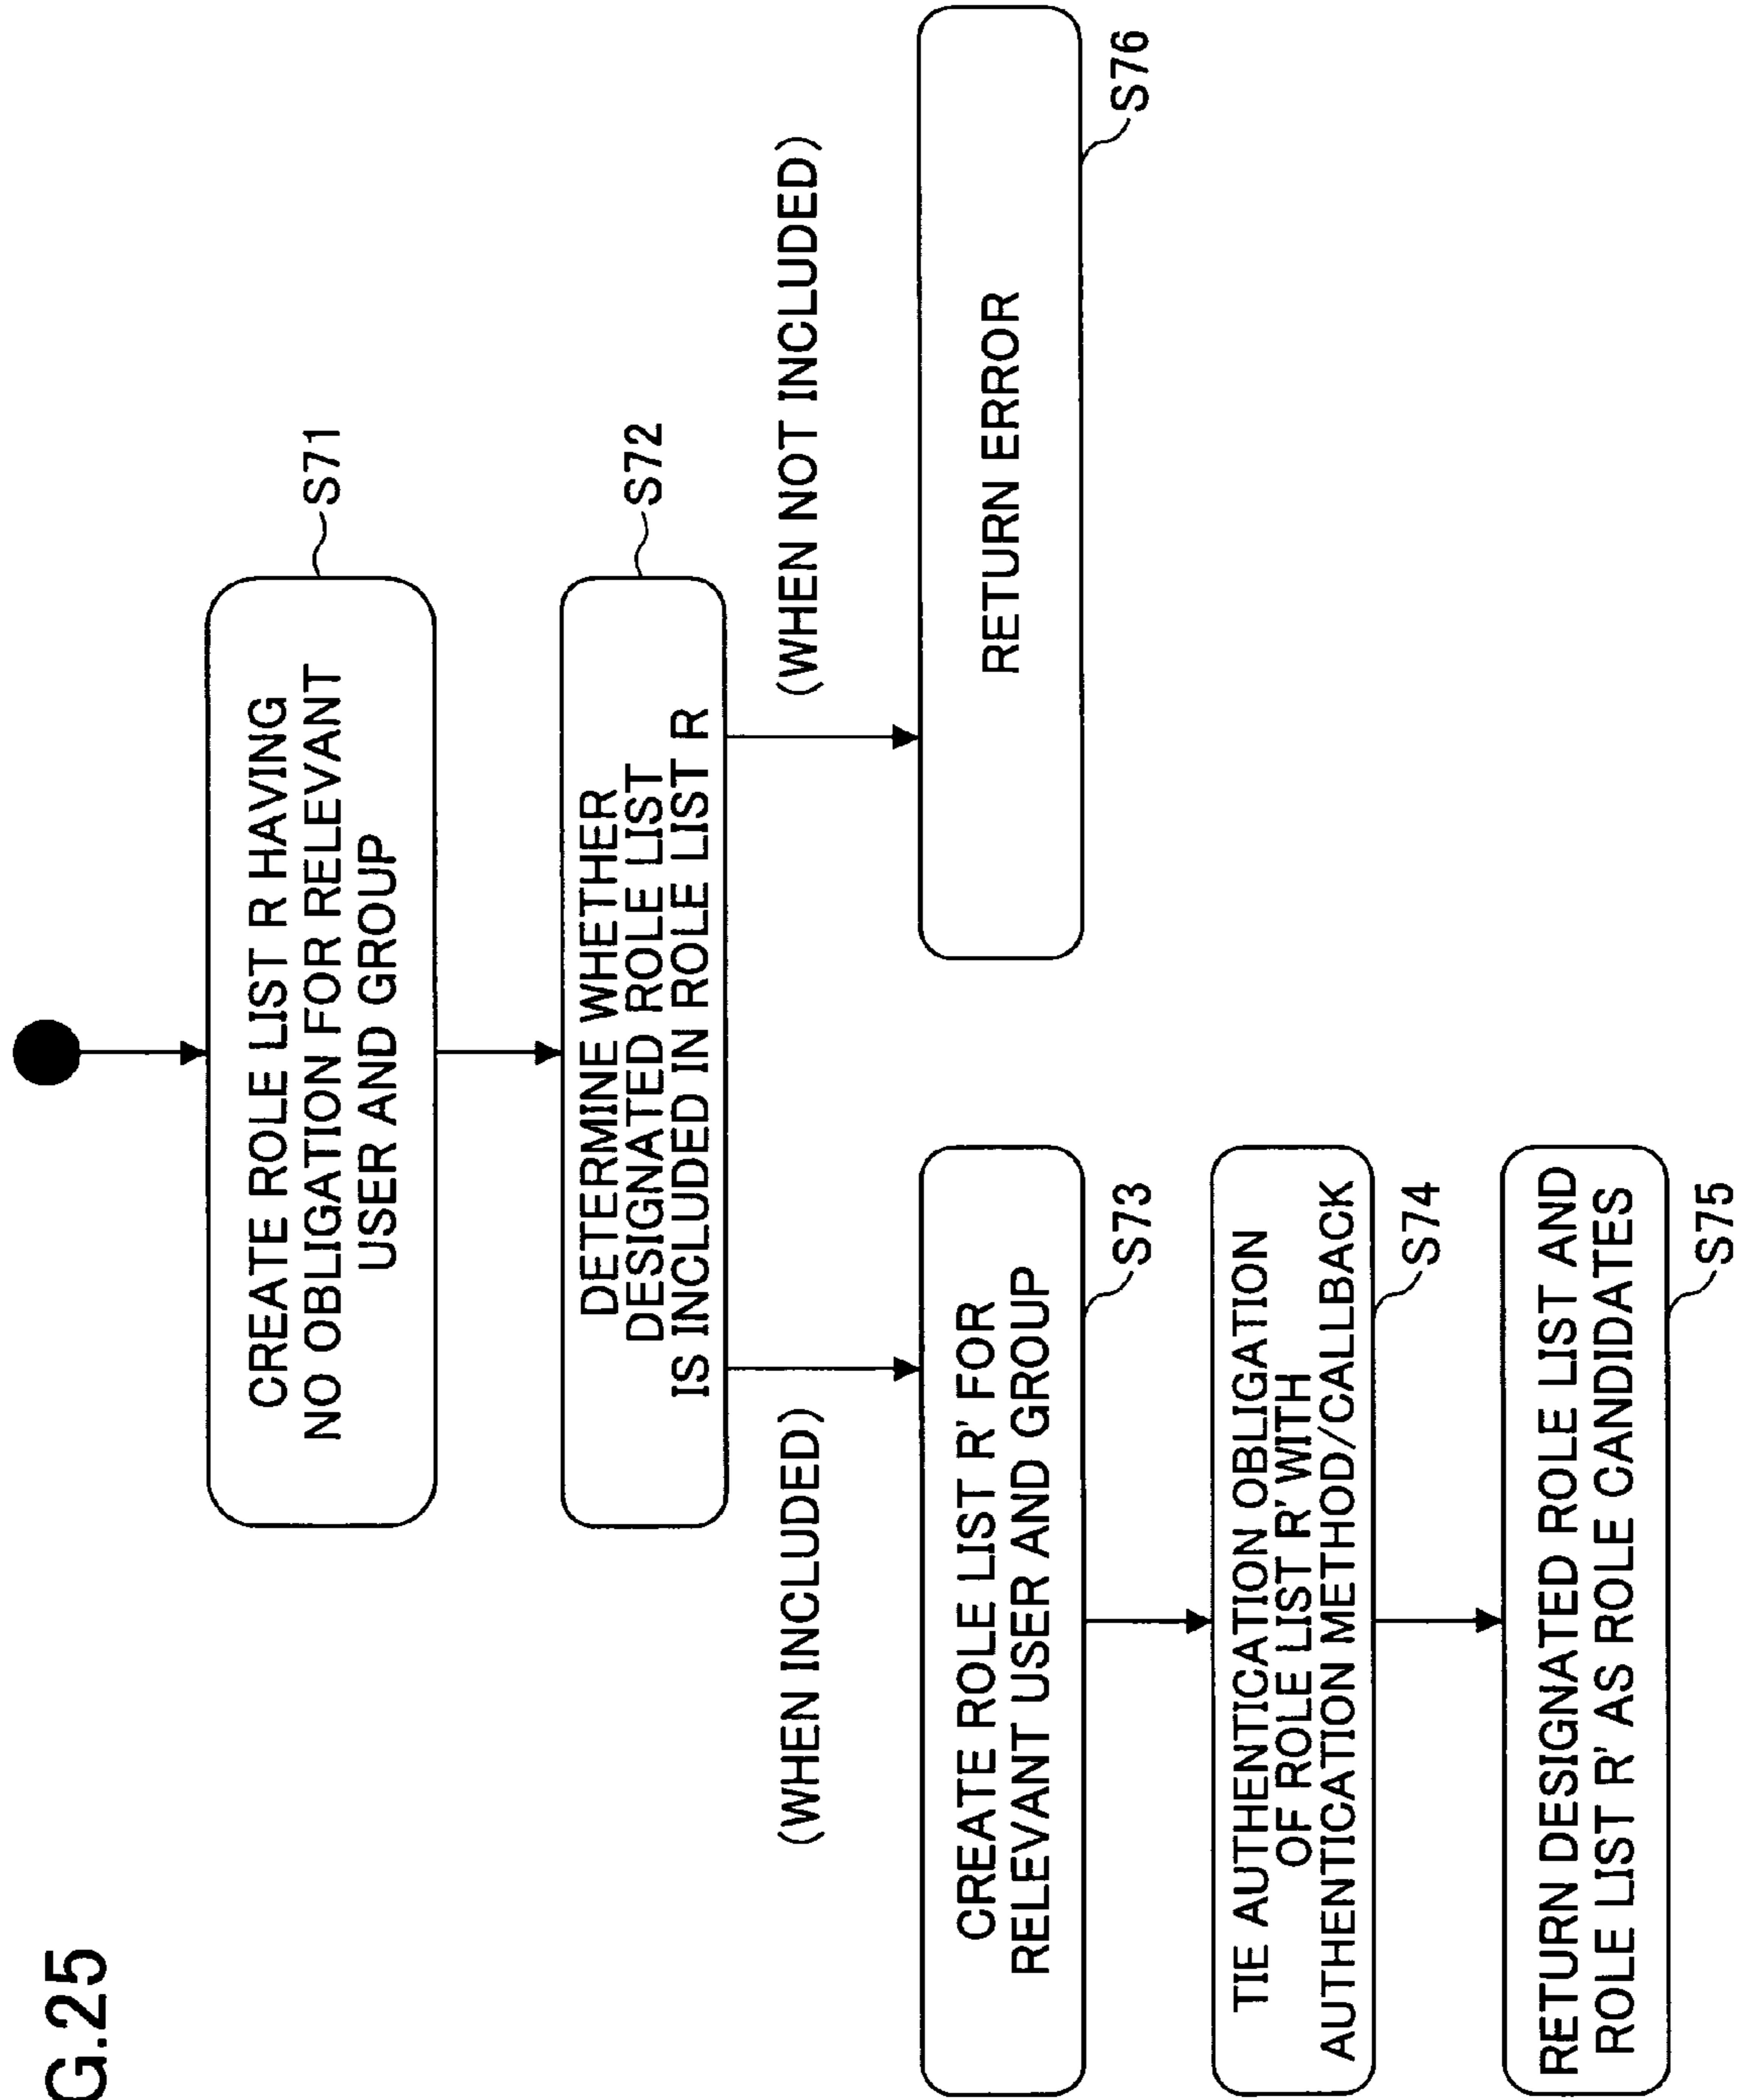 G.25
CREATE ROLE LIST R HAVING
NO OBLIGATION FOR RELEVANT
USER AND GROUP
S71
DETERMINE WHETHER
DESIGNATED ROLE LIST
IS INCLUDED IN ROLE LIST R
S72
(WHEN INCLUDED)
(WHEN NOT INCLUDED)
CREATE ROLE LIST R' FOR
RELEVANT USER AND GROUP
S73
RETURN ERROR
S76
TIE AUTHENTICATION OBLIGATION
OF ROLE LIST R' WITH
AUTHENTICATION METHOD/CALLBACK
S74
RETURN DESIGNATED ROLE LIST AND
ROLE LIST R' AS ROLE CANDIDATES
S75